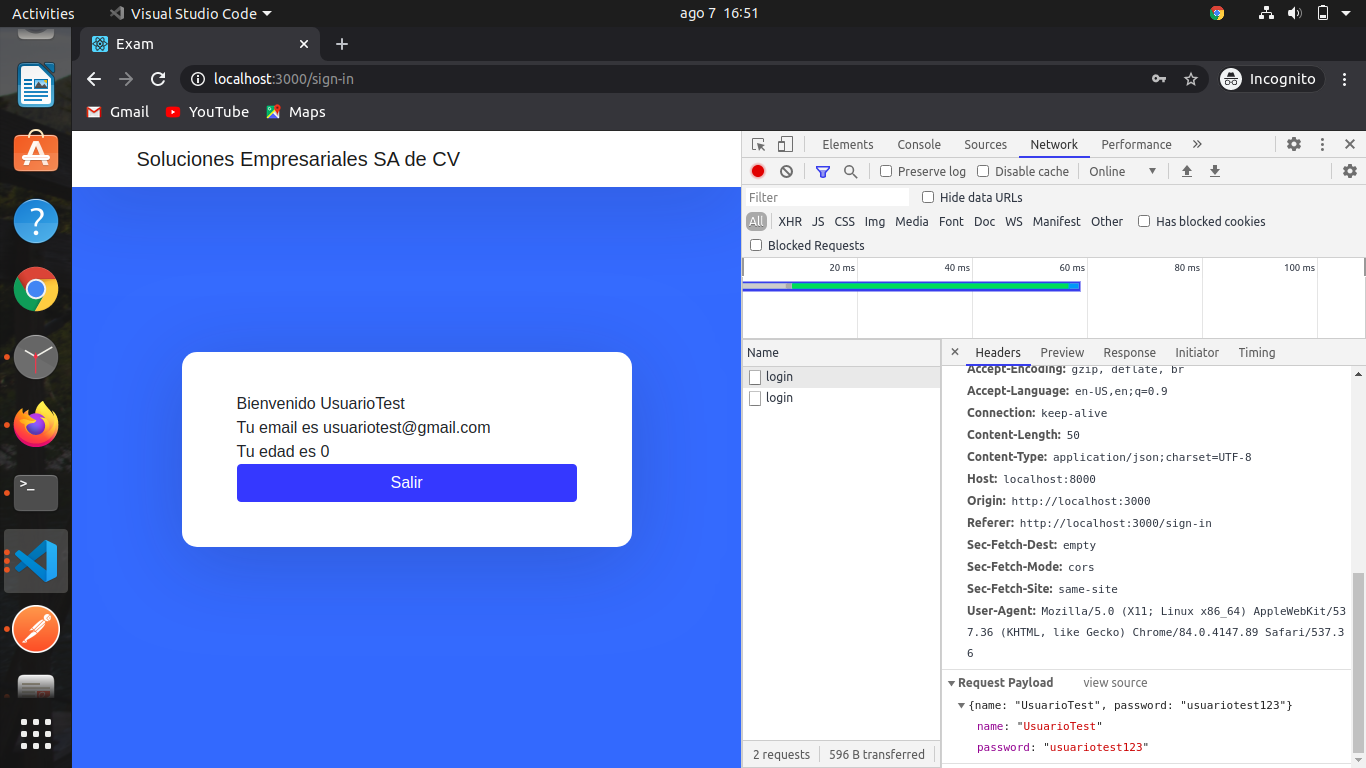 Activities
Visual Studio Code
ago 7 16:51
Exam
localhost:3000/sign-in
Incognito
Gmail
YouTube
Maps
Soluciones Empresariales SA de CV
Bienvenido UsuarioTest
Tu email es usuariotest@gmail.com
Tu edad es 0
Salir
Elements Console Sources Network Performance
Preserve log Disable cache Online
Filter Hide data URLs
All XHR JS CSS Img Media Font Doc WS Manifest Other Has blocked cookies
Blocked Requests
20 ms 40 ms 60 ms 80 ms 100 ms
Name
login
login
2 requests 596 B transferred
Headers Preview Response Initiator Timing
Accept-Encoding: gzip, deflate, br
Accept-Language: en-US,en;q=0.9
Connection: keep-alive
Content-Length: 50
Content-Type: application/json;charset=UTF-8
Host: localhost:8000
Origin: http://localhost:3000
Referer: http://localhost:3000/sign-in
Sec-Fetch-Dest: empty
Sec-Fetch-Mode: cors
Sec-Fetch-Site: same-site
User-Agent: Mozilla/5.0 (X11; Linux x86_64) AppleWebKit/53
7.36 (KHTML, like Gecko) Chrome/84.0.4147.89 Safari/537.3
6
Request Payload view source
{name: "UsuarioTest", password: "usuariotest123"}
name: "UsuarioTest"
password: "usuariotest123"